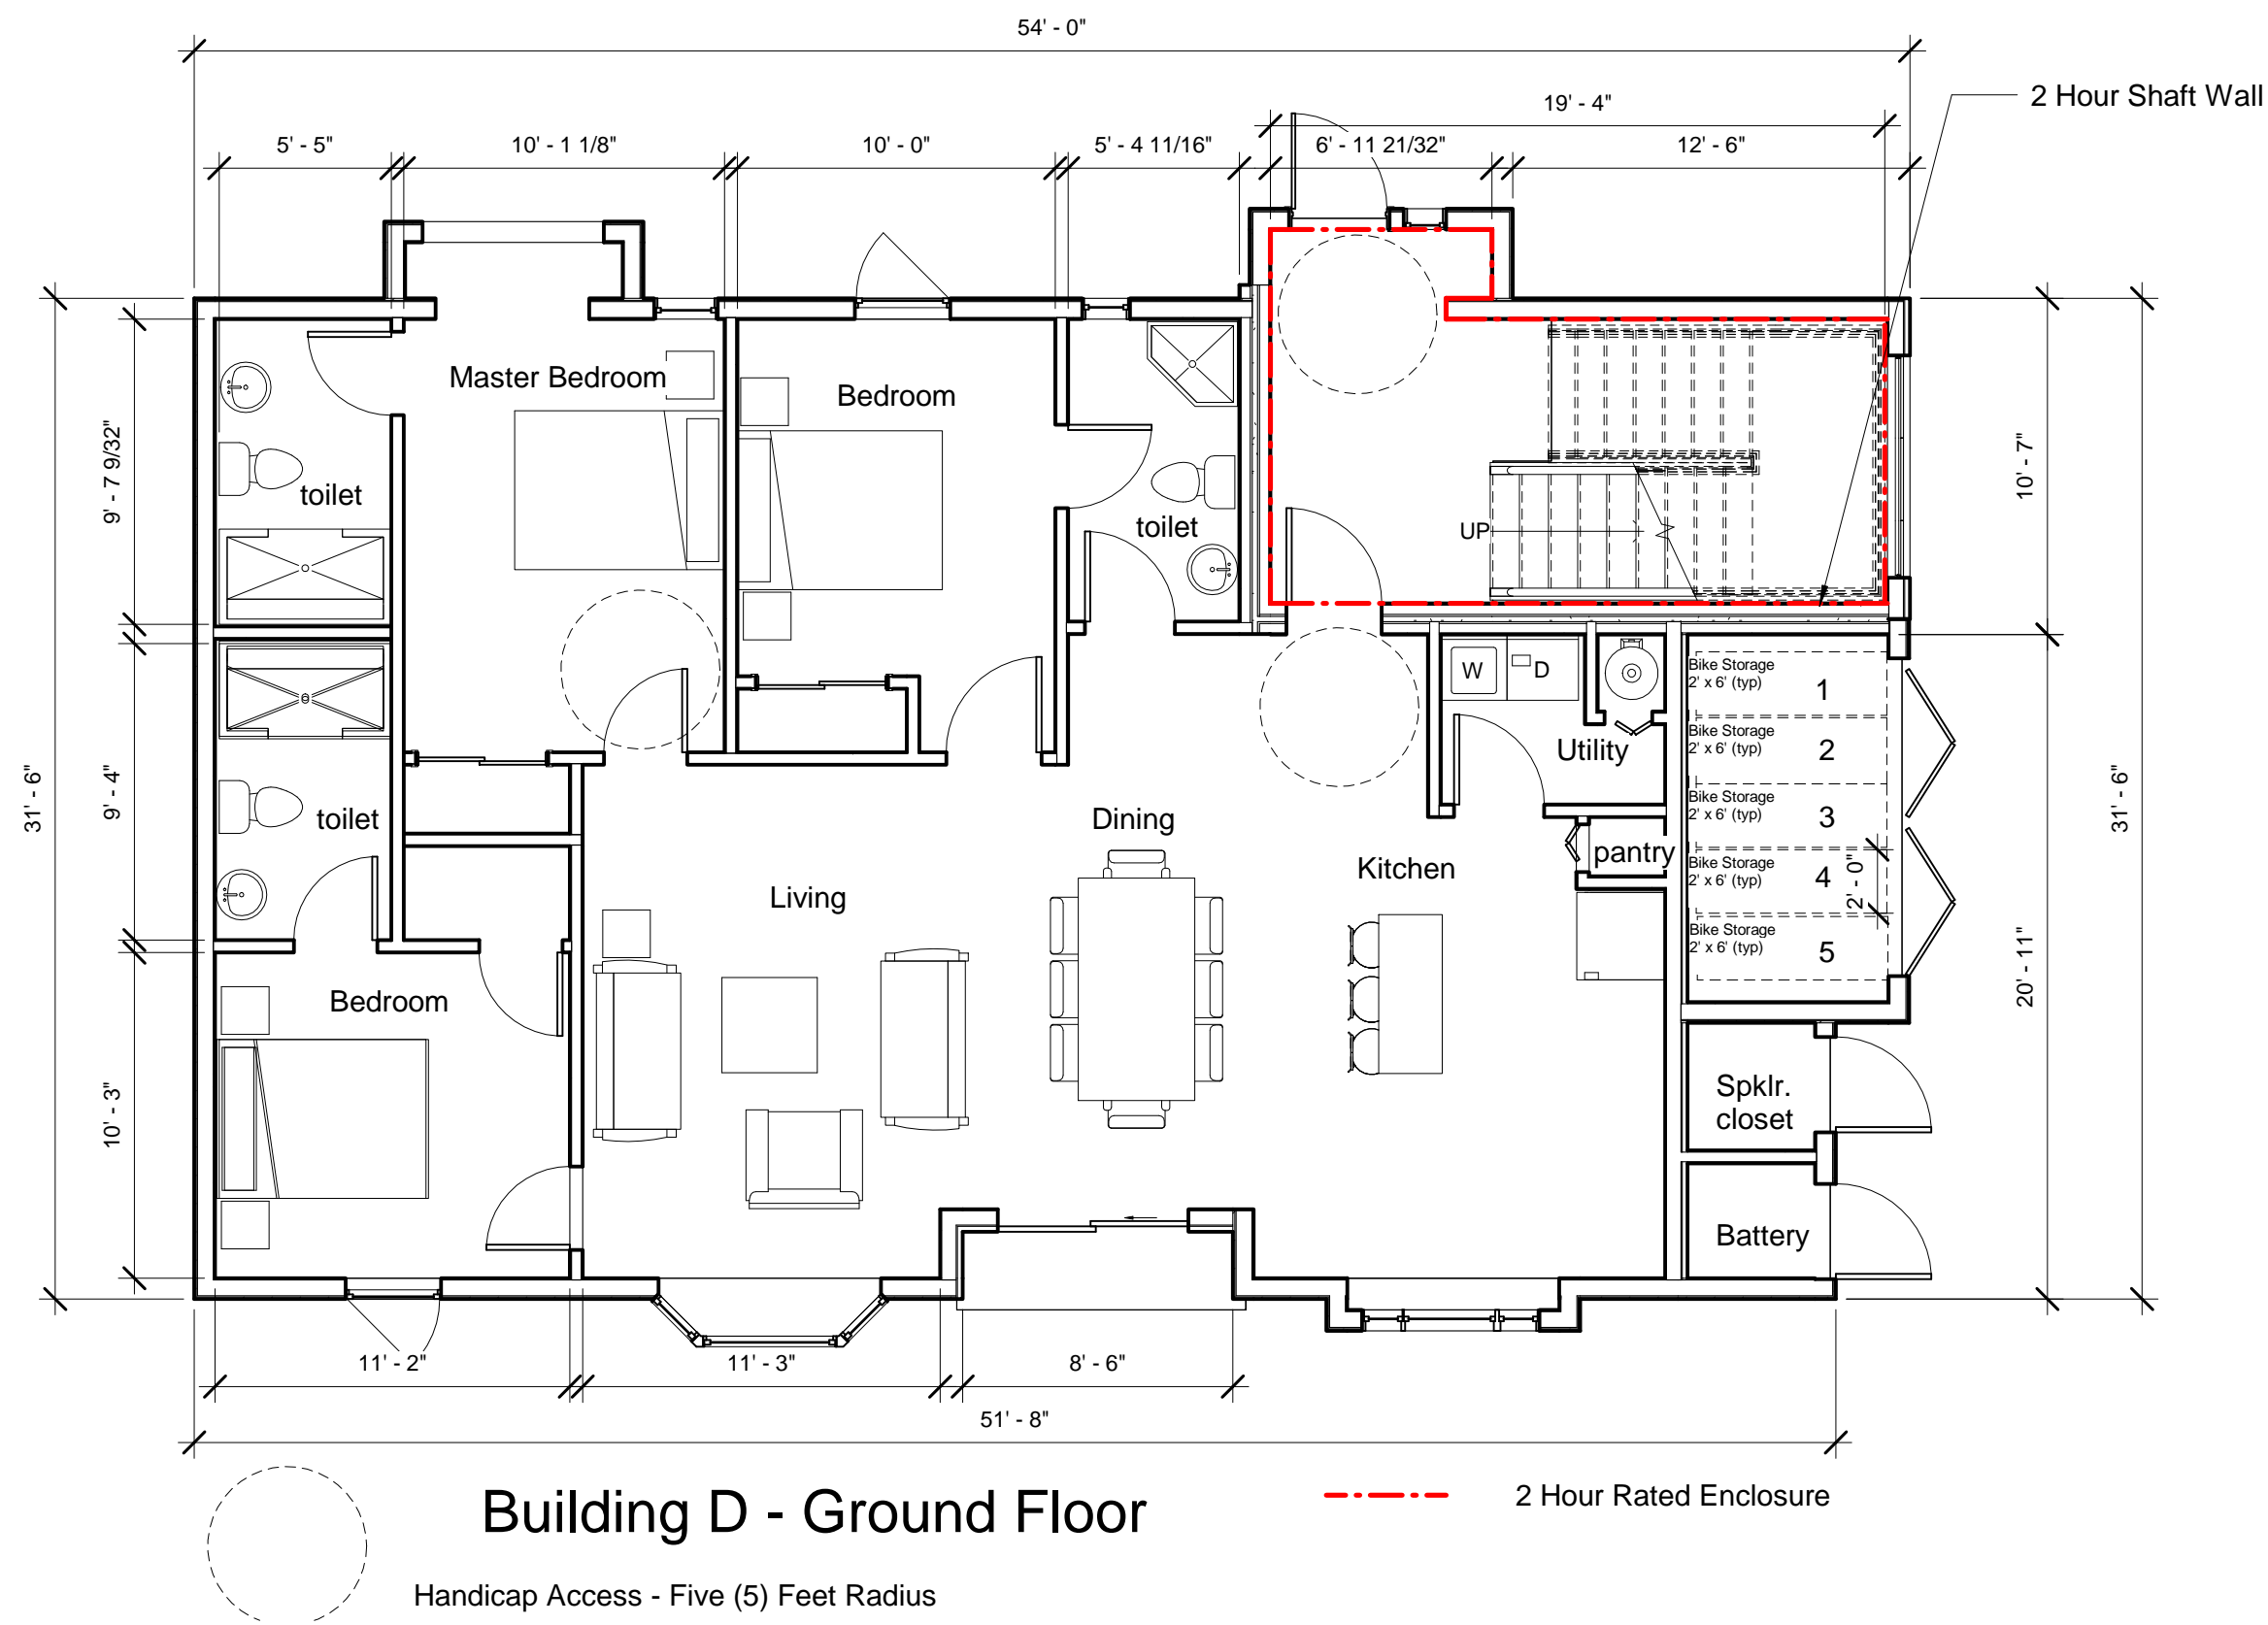 54' - 0"
2 Hour Shaft Wall
19' - 4"
5' - 5"
10' - 1 1/8"
10' - 0"
5' - 4 11/16"
6' - 11 21/32"
12' - 6"
Master Bedroom
Bedroom
9' - 7 9/32"
toilet
toilet
UP
10' - 7"
W
D
Bike Storage
2' x 6' (typ)
1
Bike Storage
2' x 6' (typ)
2
Utility
31' - 6"
9' - 4"
31' - 6"
Bike Storage
2' x 6' (typ)
3
toilet
Dining
pantry
Kitchen
Bike Storage
2' x 6' (typ)
4
2' - 0"
Living
Bike Storage
2' x 6' (typ)
5
20' - 11"
Bedroom
10' - 3"
Spklr.
closet
Battery
11' - 2"
11' - 3"
8' - 6"
51' - 8"
Building D - Ground Floor
2 Hour Rated Enclosure
Handicap Access - Five (5) Feet Radius